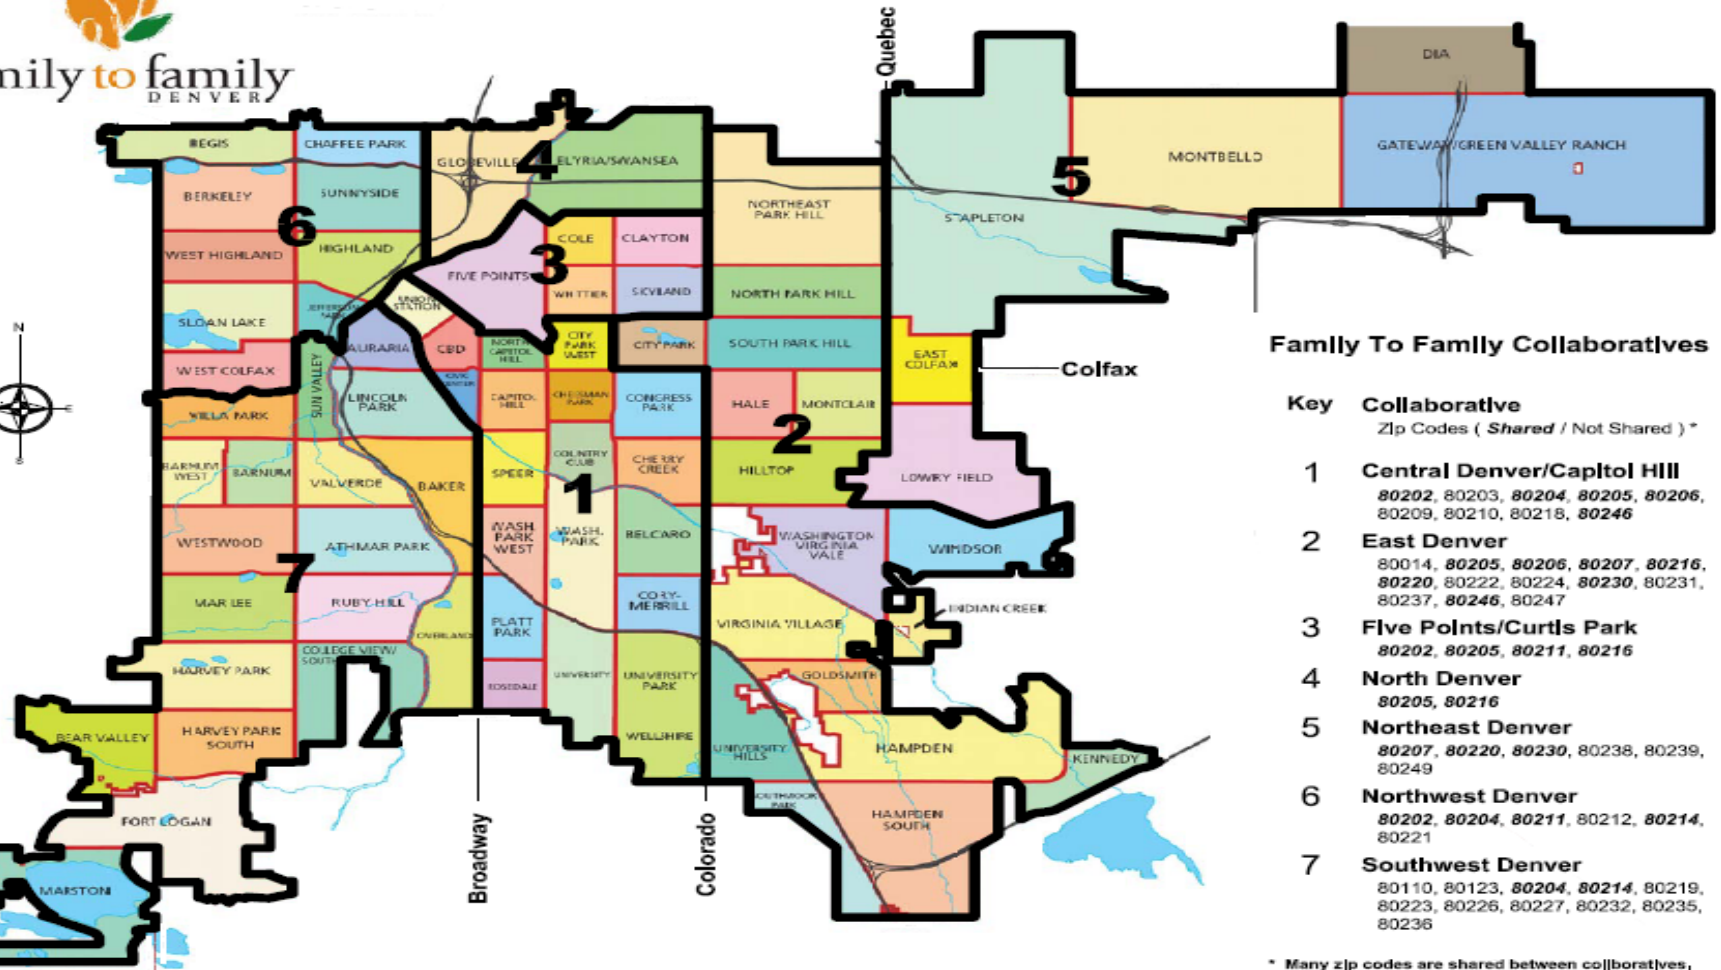 mily to family
DENVER
Quebec
DIA
REGIS
CHAFFEE PARK
GLOBEVILLE
4
ELYRIA/SWANSEA
5
MONTBELLO
GATEWAY/GREEN VALLEY RANCH
BERKELEY
SUNNYSIDE
6
NORTHEAST
PARK HILL
STAPLETON
WEST HIGHLAND
HIGHLAND
COLE
CLAYTON
3
FIVE POINTS
WHITTIER
SKYLAND
NORTH PARK HILL
UNION
STATION
JEFFERSON
PARK
SLOAN LAKE
AURARIA
CBD
NORTH
CAPITOL
HILL
CITY
PARK
WEST
CITY PARK
SOUTH PARK HILL
EAST
COLFAX
Colfax
WEST COLFAX
SUN VALLEY
CIVIC
CENTER
LINCOLN
PARK
CAPITOL
HILL
CHEESMAN
PARK
CONGRESS
PARK
HALE
MONTCLAIR
VILLA PARK
2
BARNUM
WEST
BARNUM
VALVERDE
BAKER
SPEER
COUNTRY
CLUB
CHERRY
CREEK
HILLTOP
LOWRY FIELD
1
WESTWOOD
ATHMAR PARK
WASH.
PARK
WEST
WASH.
PARK
BELCARO
WASHINGTON
VIRGINIA
VALE
WINDSOR
7
MAR LEE
RUBY HILL
OVERLAND
PLATT
PARK
CORY-
MERRILL
VIRGINIA VILLAGE
INDIAN CREEK
HARVEY PARK
COLLEGE VIEW/
ROSEDALE
UNIVERSITY
UNIVERSITY
PARK
GOLDSMITH
BEAR VALLEY
HARVEY PARK
SOUTH
WELLSHIRE
UNIVERSITY
HILLS
HAMPDEN
KENNEDY
FORT LOGAN
SOUTHMOOR
PARK
HAMPDEN
SOUTH
MARSTON
Broadway
Colorado
N
E
S
Family To Family Collaboratives
Key Collaborative
Zip Codes ( Shared / Not Shared ) *
1 Central Denver/Capitol Hill
80202, 80203, 80204, 80205, 80206,
80209, 80210, 80218, 80246
2 East Denver
80014, 80205, 80206, 80207, 80216,
80220, 80222, 80224, 80230, 80231,
80237, 80246, 80247
3 Five Points/Curtis Park
80202, 80205, 80211, 80216
4 North Denver
80205, 80216
5 Northeast Denver
80207, 80220, 80230, 80238, 80239,
80249
6 Northwest Denver
80202, 80204, 80211, 80212, 80214,
80221
7 Southwest Denver
80110, 80123, 80204, 80214, 80219,
80223, 80226, 80227, 80232, 80235,
80236
* Many zip codes are shared between collboratives,